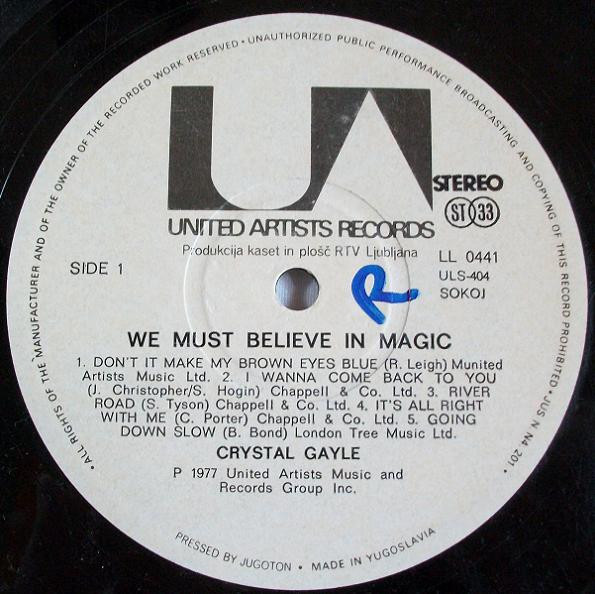 ALL RIGHTS OF THE MANUFACTURER AND OF THE OWNER OF THE RECORDED WORK RESERVED • UNAUTHORIZED PUBLIC PERFORMANCE BROADCASTING AND COPYING OF THIS RECORD PROHIBITED • JUS N N4 201 •
UA
STEREO
ST 33
UNITED ARTISTS RECORDS
Produkcija kaset in plošč RTV Ljubljana
SIDE 1
LL 0441
ULS-404
SOKOJ
R
WE MUST BELIEVE IN MAGIC
1. DON'T IT MAKE MY BROWN EYES BLUE (R. Leigh) Munited
Artists Music Ltd. 2. I WANNA COME BACK TO YOU
(J. Christopher/S. Hogin) Chappell & Co. Ltd. 3. RIVER
ROAD (S. Tyson) Chappell & Co. Ltd. 4. IT'S ALL RIGHT
WITH ME (C. Porter) Chappell & Co. Ltd. 5. GOING
DOWN SLOW (B. Bond) London Tree Music Ltd.
CRYSTAL GAYLE
P 1977 United Artists Music and
Records Group Inc.
PRESSED BY JUGOTON • MADE IN YUGOSLAVIA